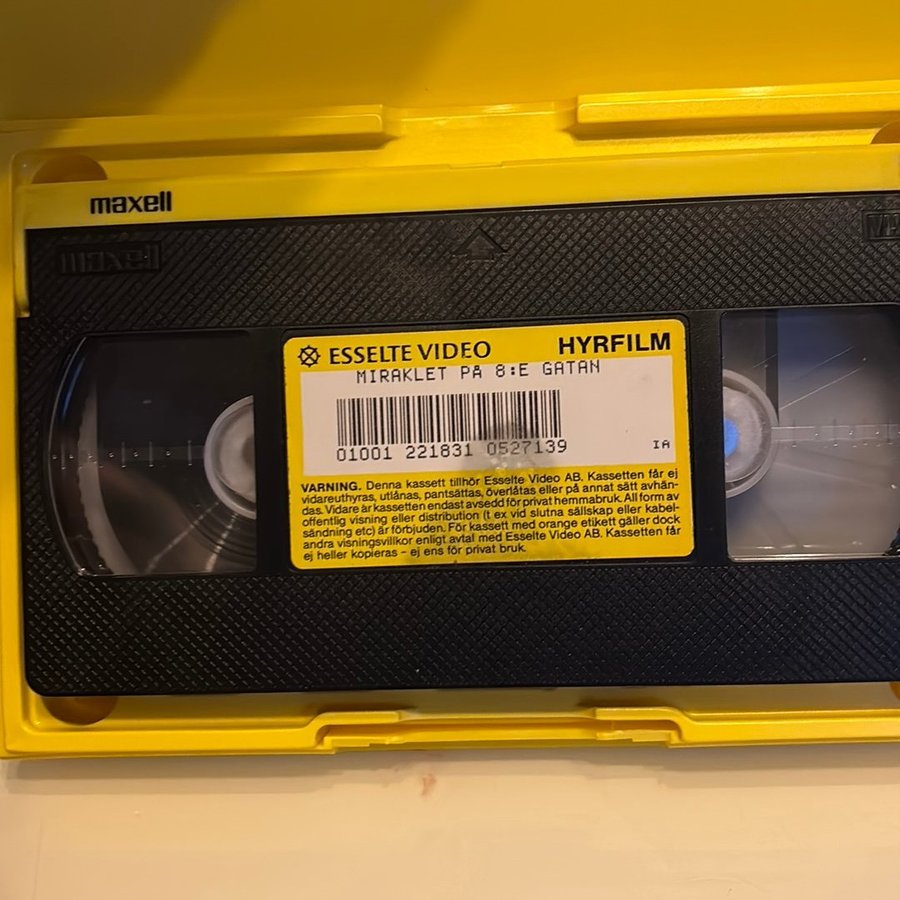 maxell
maxell
VH
ESSELTE VIDEO HYRFILM
MIRAKLET PÅ 8:E GATAN
01001 221831 0527139 IA
VARNING. Denna kassett tillhör Esselte Video AB. Kassetten får ej
vidareuthyras, utlånas, pantsättas, överlåtas eller på annat sätt avhän-
das. Vidare är kassetten endast avsedd för privat hemmabruk. All form av
offentlig visning eller distribution (t ex vid slutna sällskap eller kabel-
sändning etc) är förbjuden. För kassett med orange etikett gäller dock
andra visningsvillkor enligt avtal med Esselte Video AB. Kassetten får
ej heller kopieras – ej ens för privat bruk.